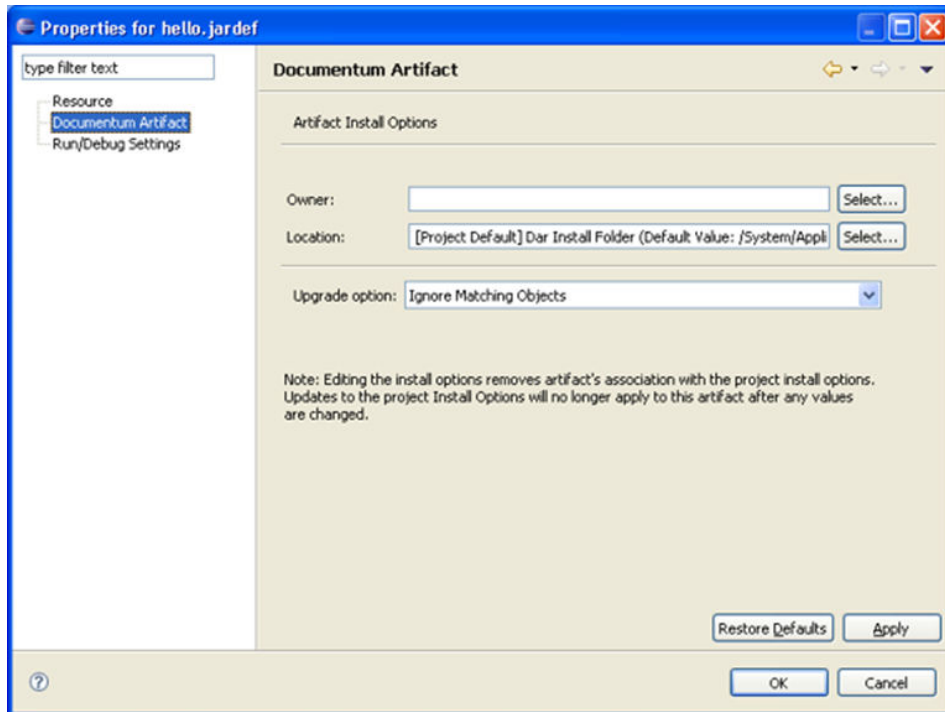 Properties for hello.jardef
type filter text
Resource
Documentum Artifact
Run/Debug Settings
Documentum Artifact
Artifact Install Options
Owner:
Select...
Location:
[Project Default] Dar Install Folder (Default Value: /System/Appli
Select...
Upgrade option:
Ignore Matching Objects
Note: Editing the install options removes artifact's association with the project install options.
Updates to the project Install Options will no longer apply to this artifact after any values
are changed.
Restore Defaults
Apply
?
OK
Cancel